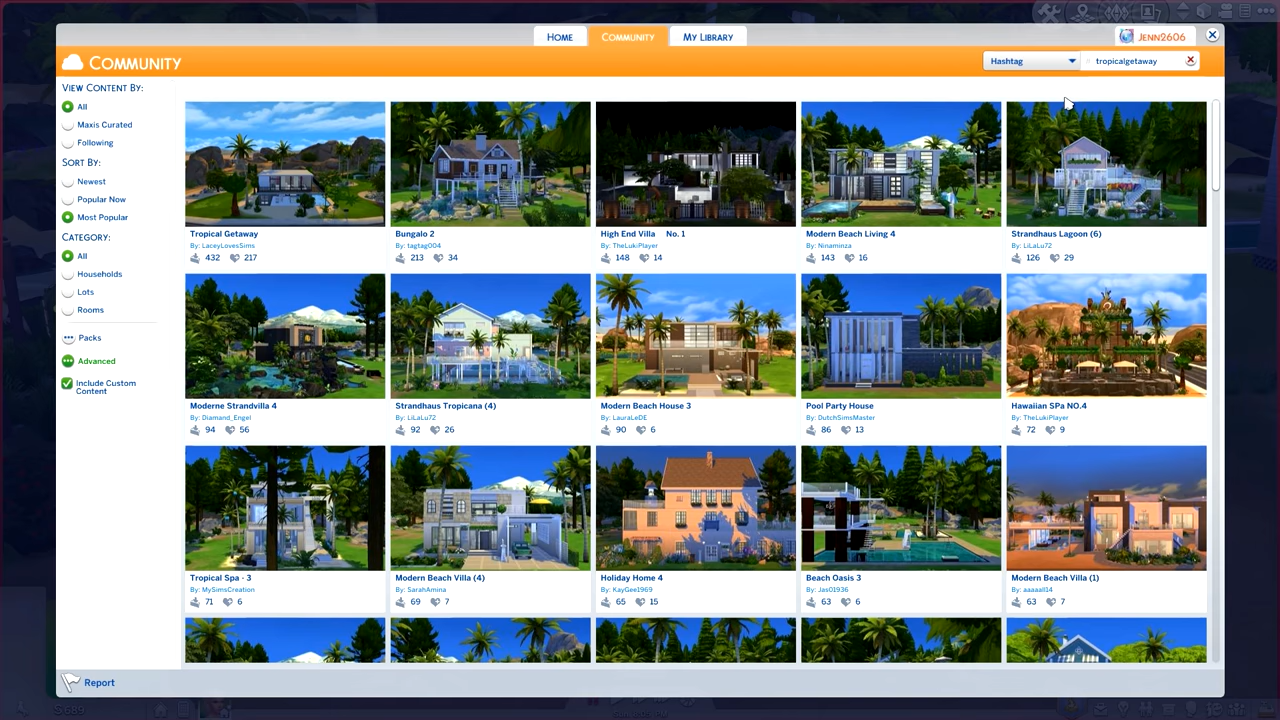 HOME
COMMUNITY
MY LIBRARY
JENN2606
COMMUNITY
Hashtag
tropicalgetaway
VIEW CONTENT BY:
All
Maxis Curated
Following
SORT BY:
Newest
Popular Now
Most Popular
CATEGORY:
All
Households
Lots
Rooms
Packs
Advanced
Include Custom
Content
Tropical Getaway
By: LaceyLovesSims
432 217
Bungalo 2
By: tagtag004
213 34
High End Villa No. 1
By: TheLukiPlayer
148 14
Modern Beach Living 4
By: Ninaminza
143 16
Strandhaus Lagoon (6)
By: LiLaLu72
126 29
Moderne Strandvilla 4
By: Diamand_Engel
94 56
Strandhaus Tropicana (4)
By: LiLaLu72
92 26
Modern Beach House 3
By: LauraLeDE
90 6
Pool Party House
By: DutchSimsMaster
86 13
Hawaiian SPa NO.4
By: TheLukiPlayer
72 9
Tropical Spa - 3
By: MySimsCreation
71 6
Modern Beach Villa (4)
By: SarahAmina
69 7
Holiday Home 4
By: KayGee1969
65 15
Beach Oasis 3
By: Jas01936
63 6
Modern Beach Villa (1)
By: aaaaall14
63 7
Report